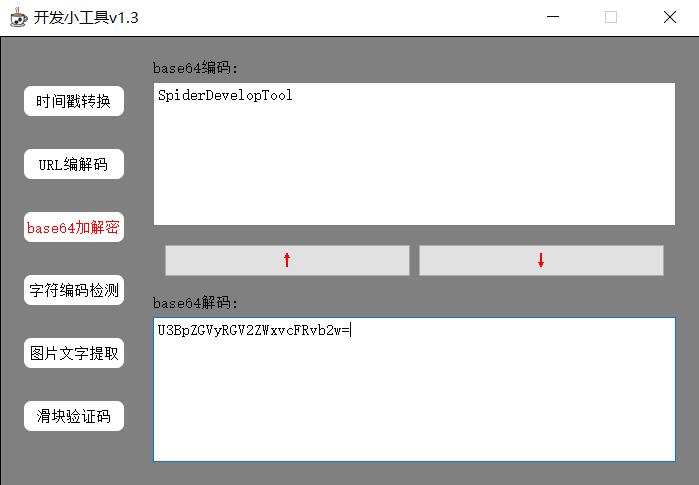 开发小工具v1.3
时间戳转换
URL编解码
base64加解密
字符编码检测
图片文字提取
滑块验证码
base64编码:
SpiderDevelopTool
base64解码:
U3BpZGVyRGV2ZWxvcFRvb2w=